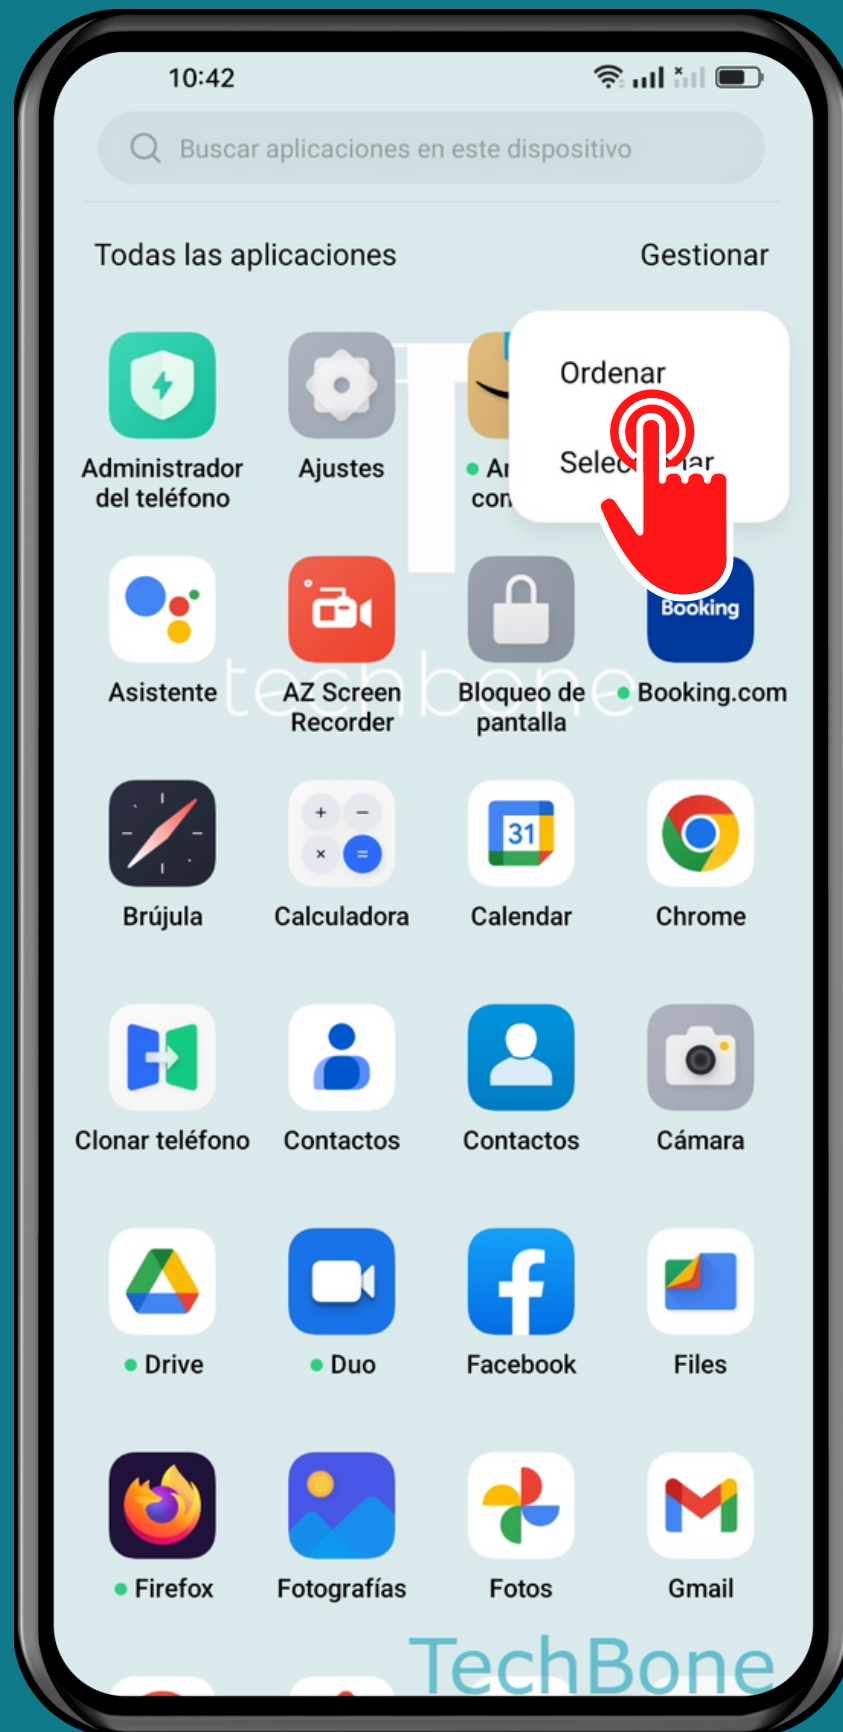 10:42
Buscar aplicaciones en este dispositivo
Todas las aplicaciones
Gestionar
Ordenar
Administrador
del teléfono
Ajustes
Booking
Asistente
AZ Screen
Recorder
Bloqueo de
pantalla
Booking.com
techbone
Brújula
Calculadora
31
Calendar
Chrome
Clonar teléfono
Contactos
Contactos
Cámara
Drive
Duo
Facebook
Files
Firefox
Fotografías
Fotos
Gmail
TechBone